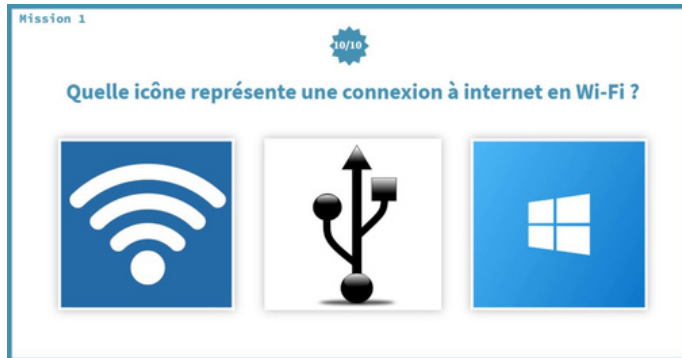 Mission 1
10/10
Quelle icône représente une connexion à internet en Wi-Fi ?